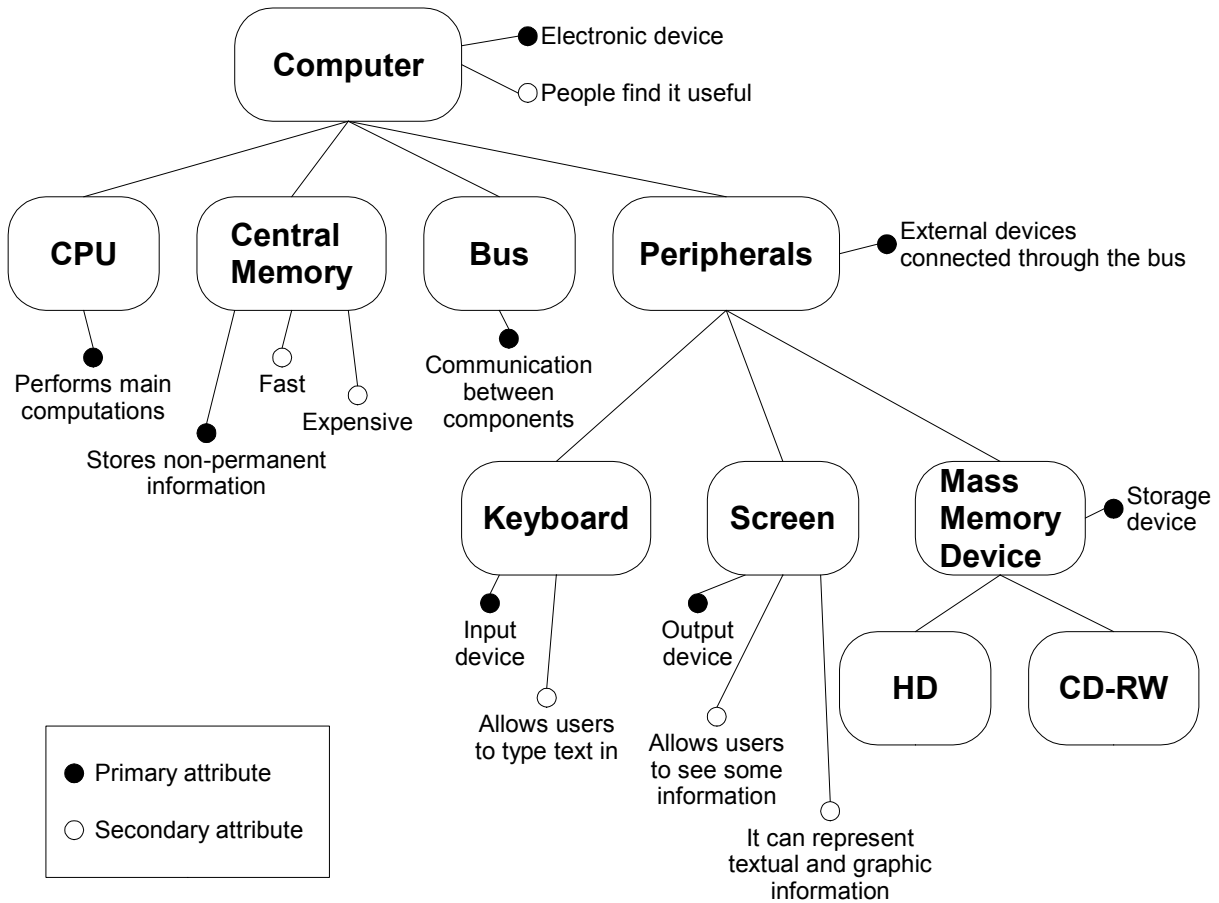 Computer
Electronic device
People find it useful
CPU
Central
Memory
Bus
Peripherals
External devices
connected through the bus
Performs main
computations
Fast
Expensive
Stores non-permanent
information
Communication
between
components
Keyboard
Screen
Mass
Memory
Device
Storage
device
Input
device
Output
device
HD
CD-RW
Allows users
to type text in
Allows users
to see some
information
It can represent
textual and graphic
information
Primary attribute
Secondary attribute